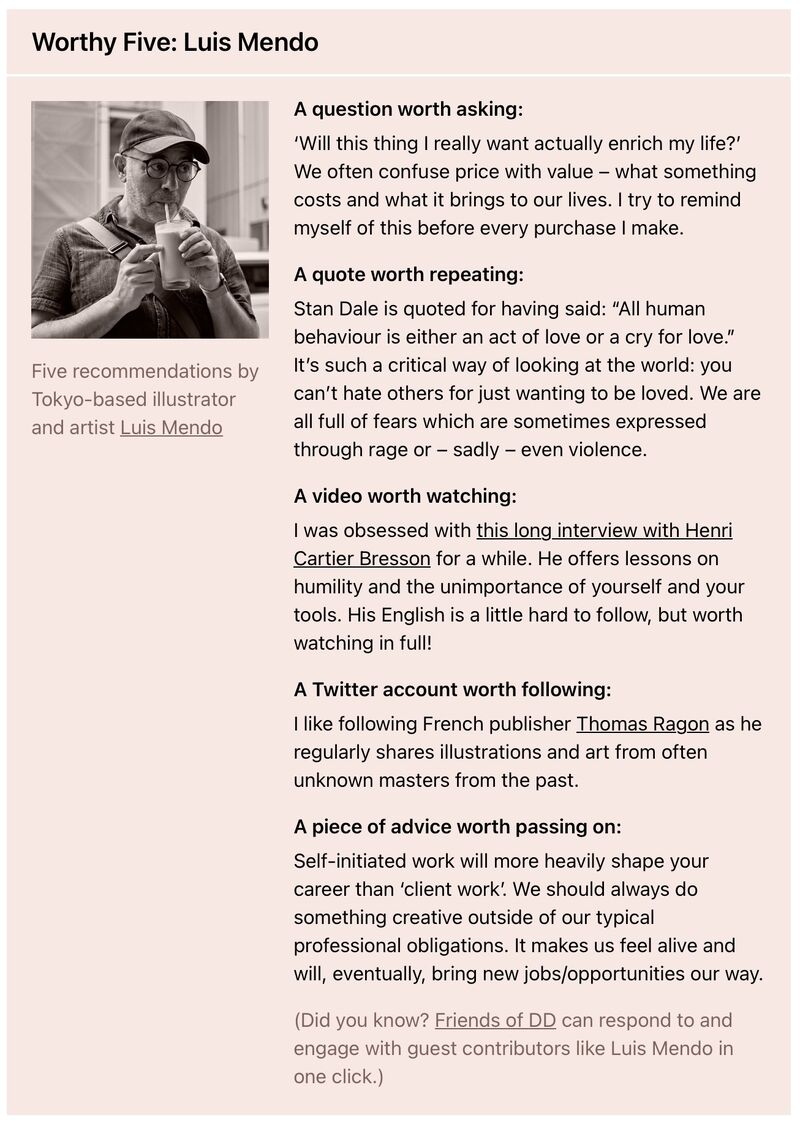 Worthy Five: Luis Mendo
Five recommendations by
Tokyo-based illustrator
and artist Luis Mendo
A question worth asking:
‘Will this thing I really want actually enrich my life?’
We often confuse price with value – what something
costs and what it brings to our lives. I try to remind
myself of this before every purchase I make.
A quote worth repeating:
Stan Dale is quoted for having said: “All human
behaviour is either an act of love or a cry for love.”
It’s such a critical way of looking at the world: you
can’t hate others for just wanting to be loved. We are
all full of fears which are sometimes expressed
through rage or – sadly – even violence.
A video worth watching:
I was obsessed with this long interview with Henri
Cartier Bresson for a while. He offers lessons on
humility and the unimportance of yourself and your
tools. His English is a little hard to follow, but worth
watching in full!
A Twitter account worth following:
I like following French publisher Thomas Ragon as he
regularly shares illustrations and art from often
unknown masters from the past.
A piece of advice worth passing on:
Self-initiated work will more heavily shape your
career than ‘client work’. We should always do
something creative outside of our typical
professional obligations. It makes us feel alive and
will, eventually, bring new jobs/opportunities our way.
(Did you know? Friends of DD can respond to and
engage with guest contributors like Luis Mendo in
one click.)